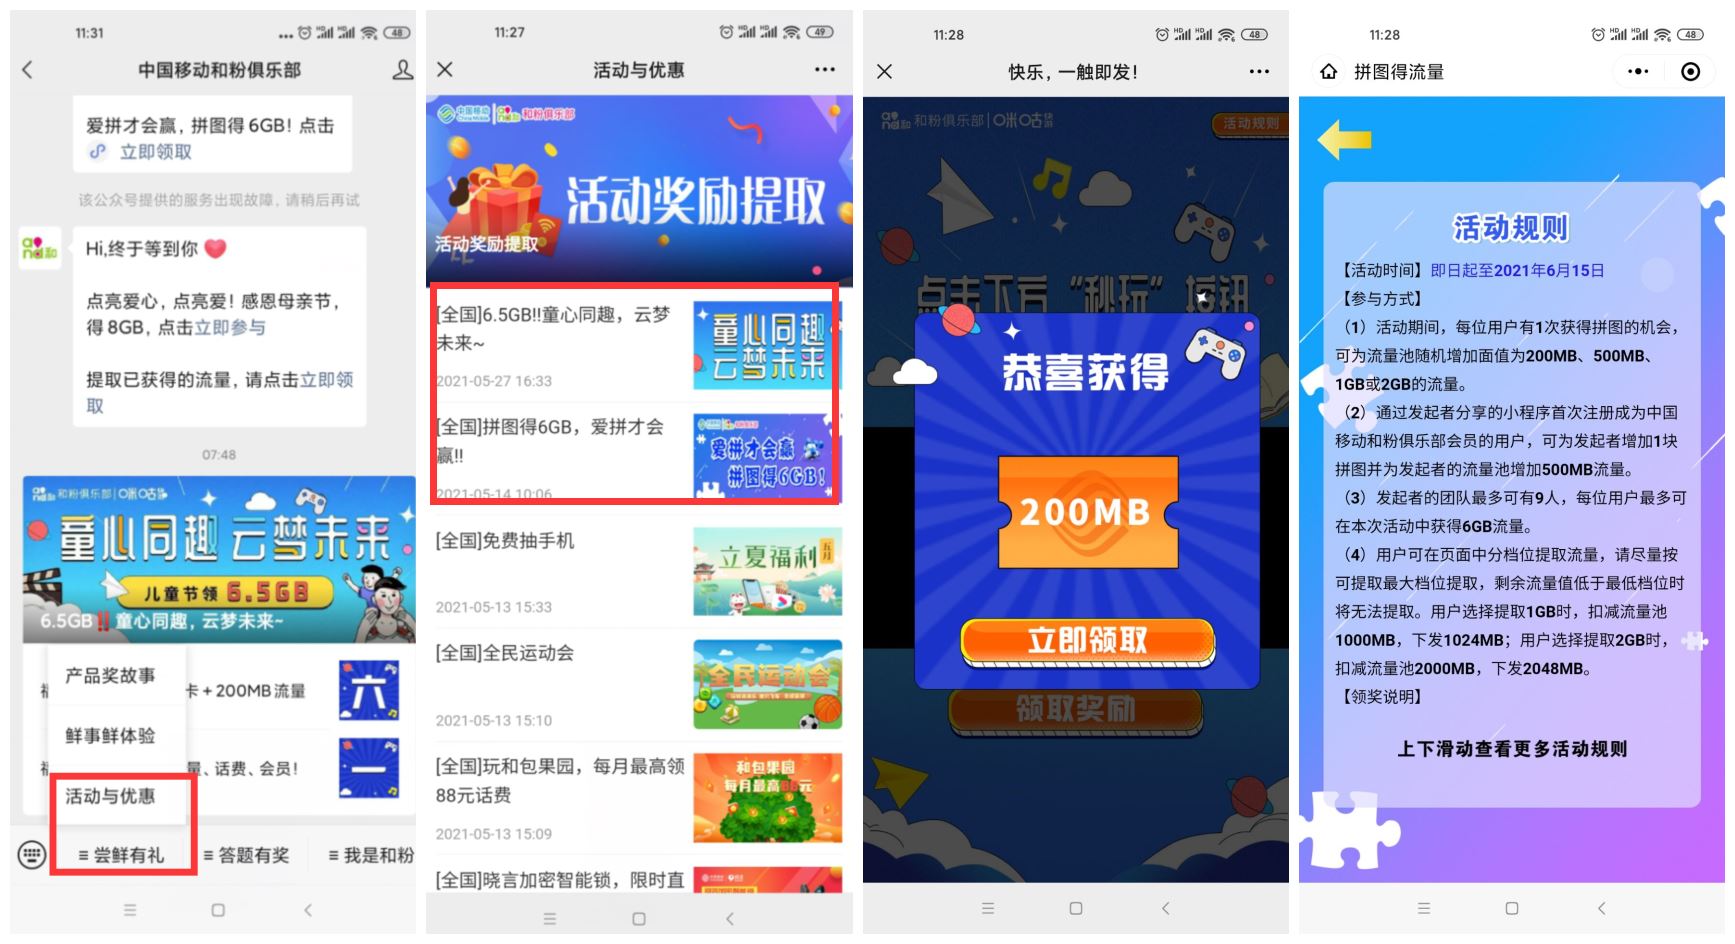 11:31
48
中国移动和粉俱乐部
爱拼才会赢，拼图得6GB！点击
立即领取
该公众号提供的服务出现故障，请稍后再试
Hi,终于等到你
点亮爱心，点亮爱！感恩母亲节，
得8GB，点击立即参与
提取已获得的流量，请点击立即领
取
07:48
和粉俱乐部|咪咕
童心同趣 云梦未来
儿童节领 6.5GB
6.5GB‼️童心同趣，云梦未来~
产品奖故事
卡+200MB流量
六
鲜事鲜体验
量、话费、会员！
一
活动与优惠
尝鲜有礼
答题有奖
我是和粉
11:27
49
活动与优惠
中国移动
China Mobile
和粉俱乐部
活动奖励提取
活动奖励提取
[全国]6.5GB!!童心同趣，云梦
未来~
2021-05-27 16:33
童心同趣
云梦未来
[全国]拼图得6GB，爱拼才会
赢!!
2021-05-14 10:06
爱拼才会赢
拼图得6GB!
[全国]免费抽手机
2021-05-13 15:33
立夏福利
五月
[全国]全民运动会
2021-05-13 15:10
全民运动会
[全国]玩和包果园，每月最高领
88元话费
2021-05-13 15:09
和包果园
每月最高88元
[全国]晓言加密智能锁，限时直
11:28
48
快乐，一触即发！
和粉俱乐部|咪咕
活动规则
点击下方“秒玩”按钮
恭喜获得
200MB
立即领取
领取奖励
11:28
48
拼图得流量
活动规则
【活动时间】即日起至2021年6月15日
【参与方式】
（1）活动期间，每位用户有1次获得拼图的机会，
可为流量池随机增加面值为200MB、500MB、
1GB或2GB的流量。
（2）通过发起者分享的小程序首次注册成为中国
移动和粉俱乐部会员的用户，可为发起者增加1块
拼图并为发起者的流量池增加500MB流量。
（3）发起者的团队最多可有9人，每位用户最多可
在本次活动中获得6GB流量。
（4）用户可在页面中分档位提取流量，请尽量按
可提取最大档位提取，剩余流量值低于最低档位时
将无法提取。用户选择提取1GB时，扣减流量池
1000MB，下发1024MB；用户选择提取2GB时，
扣减流量池2000MB，下发2048MB。
【领奖说明】
上下滑动查看更多活动规则